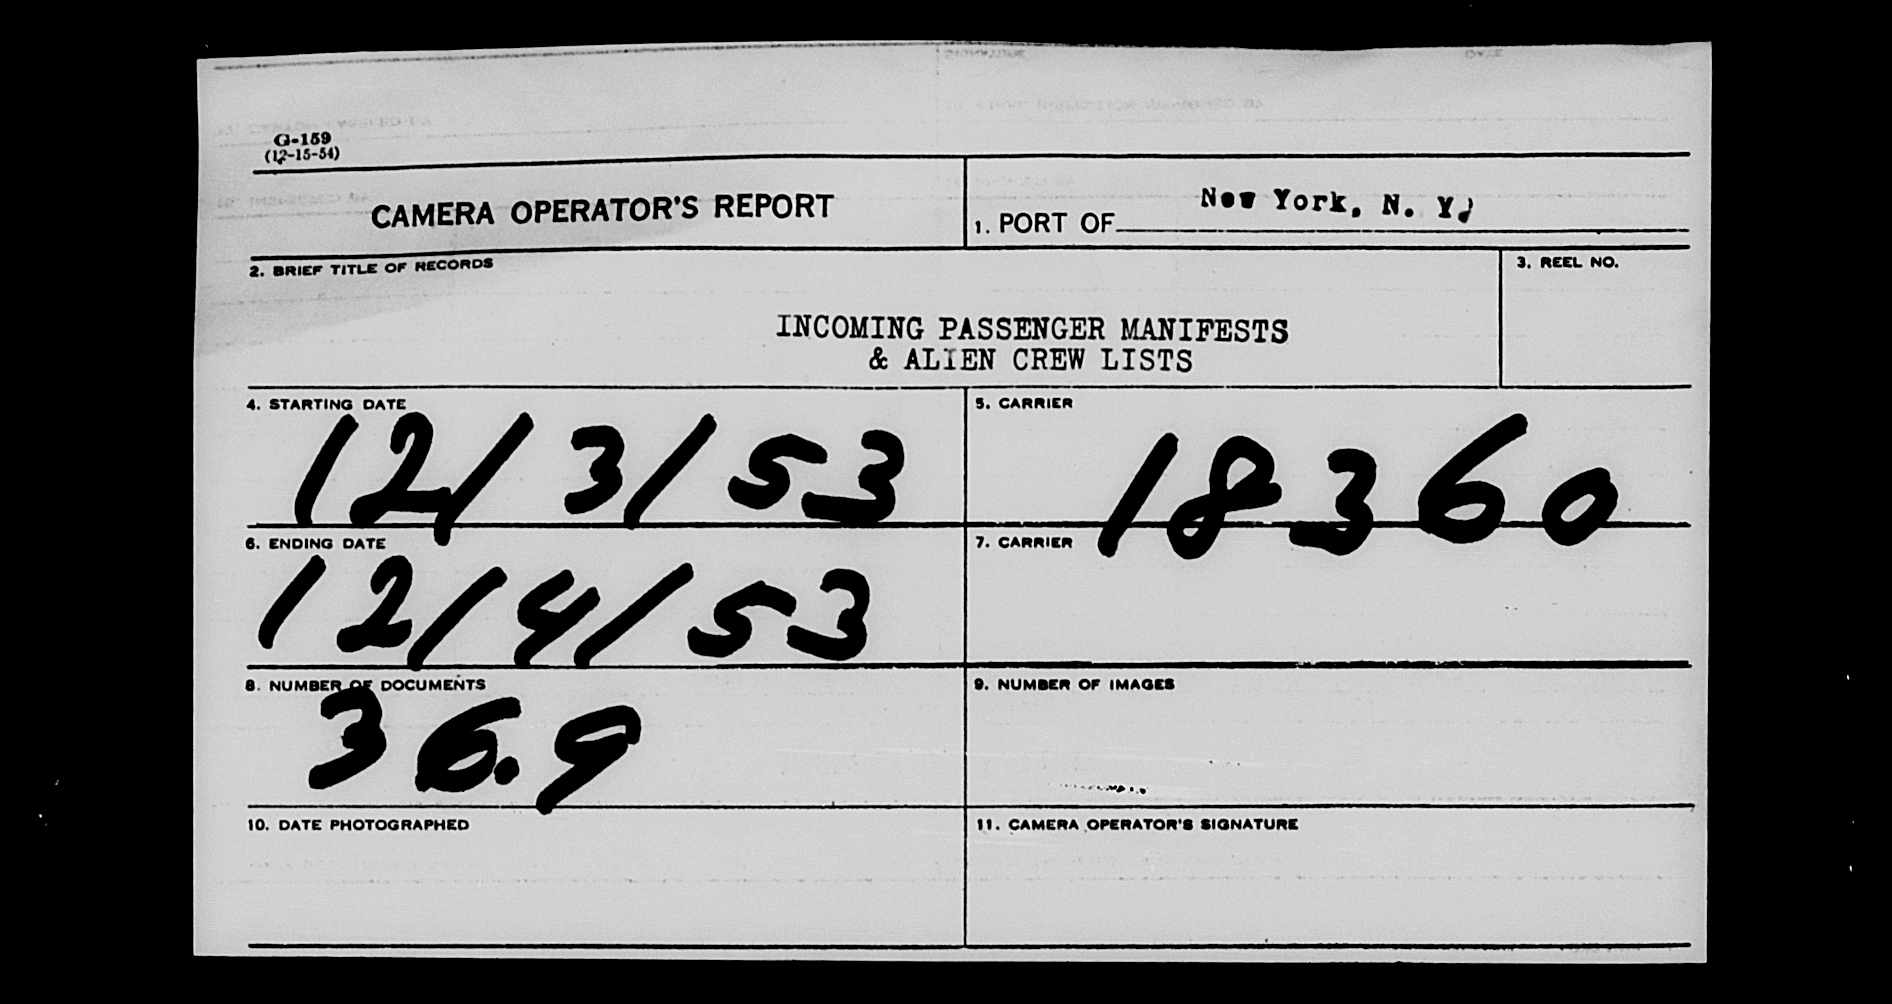 G-159
(12-15-54)
CAMERA OPERATOR'S REPORT
1. PORT OF New York, N. Y.
2. BRIEF TITLE OF RECORDS
3. REEL NO.
INCOMING PASSENGER MANIFESTS
& ALIEN CREW LISTS
4. STARTING DATE
12/3/53
5. CARRIER
18360
6. ENDING DATE
12/4/53
7. CARRIER
8. NUMBER OF DOCUMENTS
36.9
9. NUMBER OF IMAGES
10. DATE PHOTOGRAPHED
11. CAMERA OPERATOR'S SIGNATURE